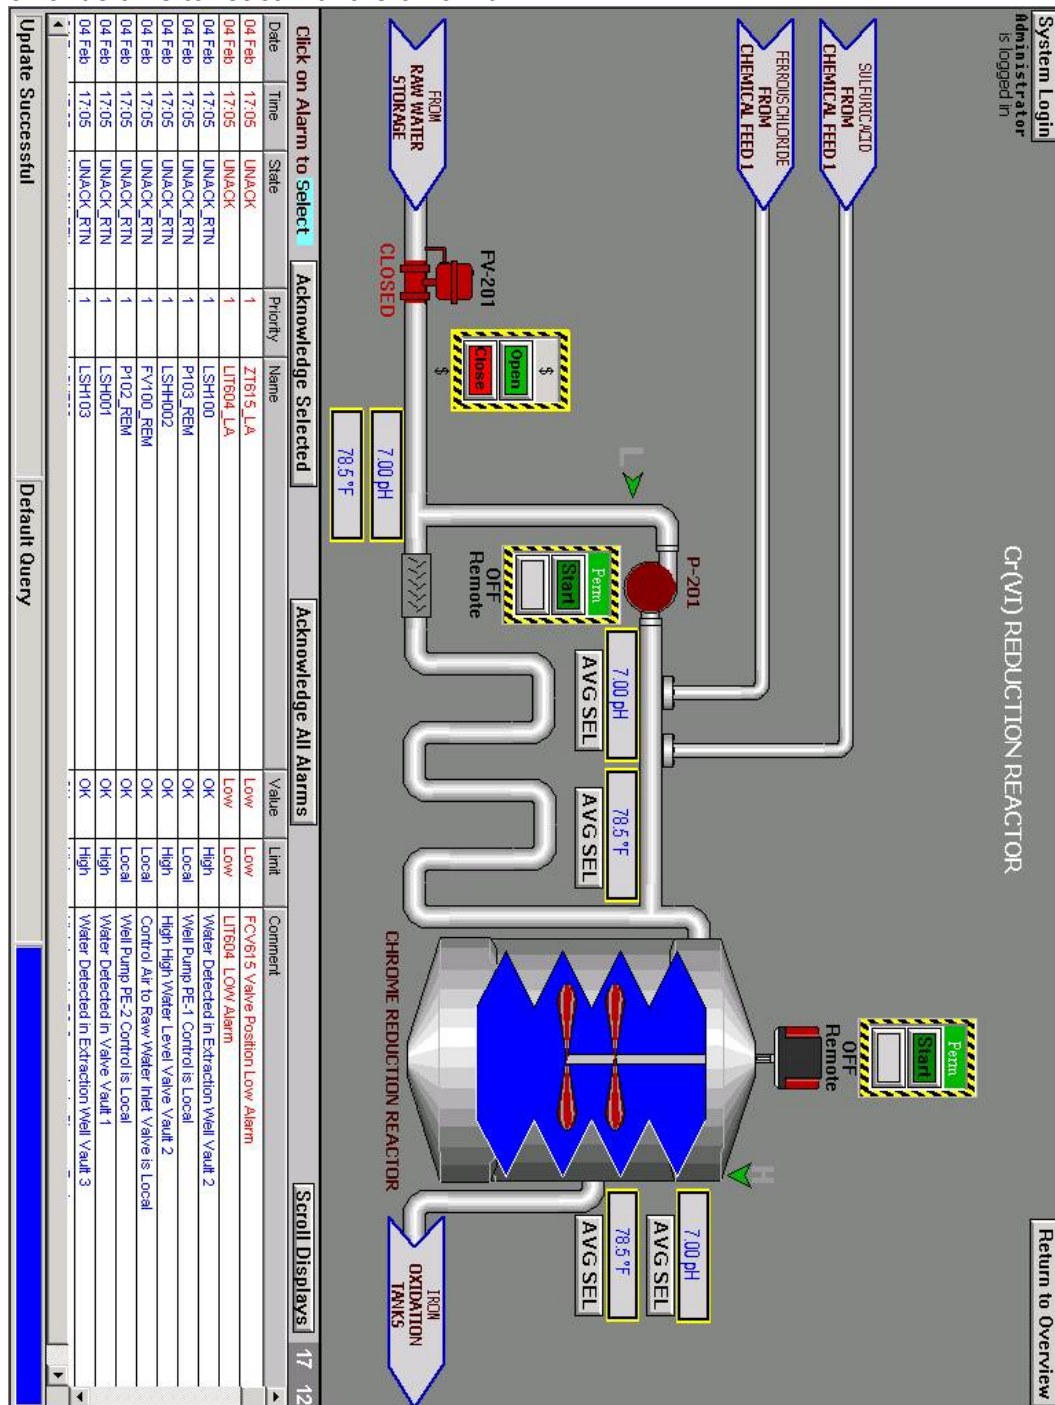 System Login
Administrator
is logged in
Cr(VI) REDUCTION REACTOR
Return to Overview
SULFURIC ACID
FROM
CHEMICAL FEED 1
FERROUS CHLORIDE
FROM
CHEMICAL FEED 1
FROM
RAW WATER
STORAGE
FV-201
CLOSED
$
Open
Close
$
7.00 pH
78.5 °F
L
P-201
Perm
Start
OFF
Remote
7.00 pH
AVG SEL
78.5 °F
AVG SEL
Perm
Start
OFF
Remote
H
CHROME REDUCTION REACTOR
7.00 pH
AVG SEL
78.5 °F
AVG SEL
IRON
OXIDATION
TANKS
Click on Alarm to Select Acknowledge Selected Acknowledge All Alarms Scroll Displays 17 12
Date Time State Priority Name Value Limit Comment
04 Feb 17:05 UNACK 1 ZT615_LA Low Low FCV615 Valve Position Low Alarm
04 Feb 17:05 UNACK 1 LIT604_LA Low Low LIT604 LOW Alarm
04 Feb 17:05 UNACK_RTN 1 LSH100 OK High Water Detected in Extraction Well Vault 2
04 Feb 17:05 UNACK_RTN 1 P103_REM OK Local Well Pump PE-1 Control is Local
04 Feb 17:05 UNACK_RTN 1 LSHH002 OK High High High Water Level Valve Vault 2
04 Feb 17:05 UNACK_RTN 1 FV100_REM OK Local Control Air to Raw Water Inlet Valve is Local
04 Feb 17:05 UNACK_RTN 1 P102_REM OK Local Well Pump PE-2 Control is Local
04 Feb 17:05 UNACK_RTN 1 LSH001 OK High Water Detected in Valve Vault 1
04 Feb 17:05 UNACK_RTN 1 LSH103 OK High Water Detected in Extraction Well Vault 3
Update Successful Default Query